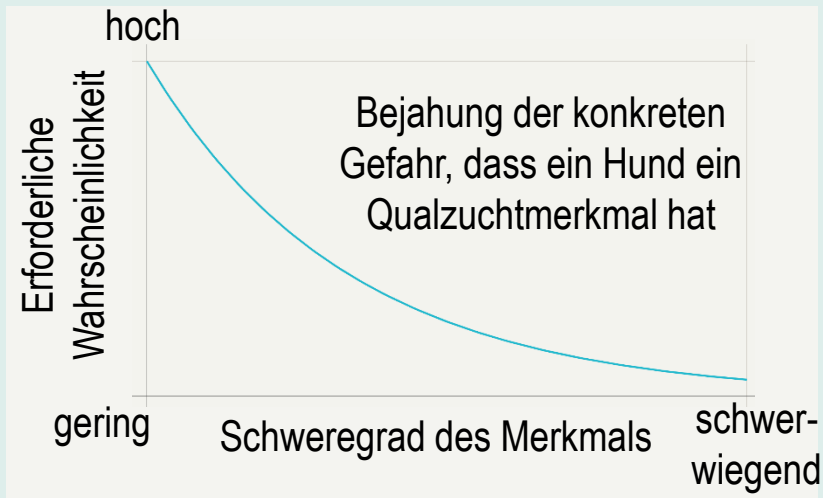 hoch
Erforderliche
Wahrscheinlichkeit
Bejahung der konkreten
Gefahr, dass ein Hund ein
Qualzuchtmerkmal hat
gering
Schweregrad des Merkmals
schwer-
wiegend